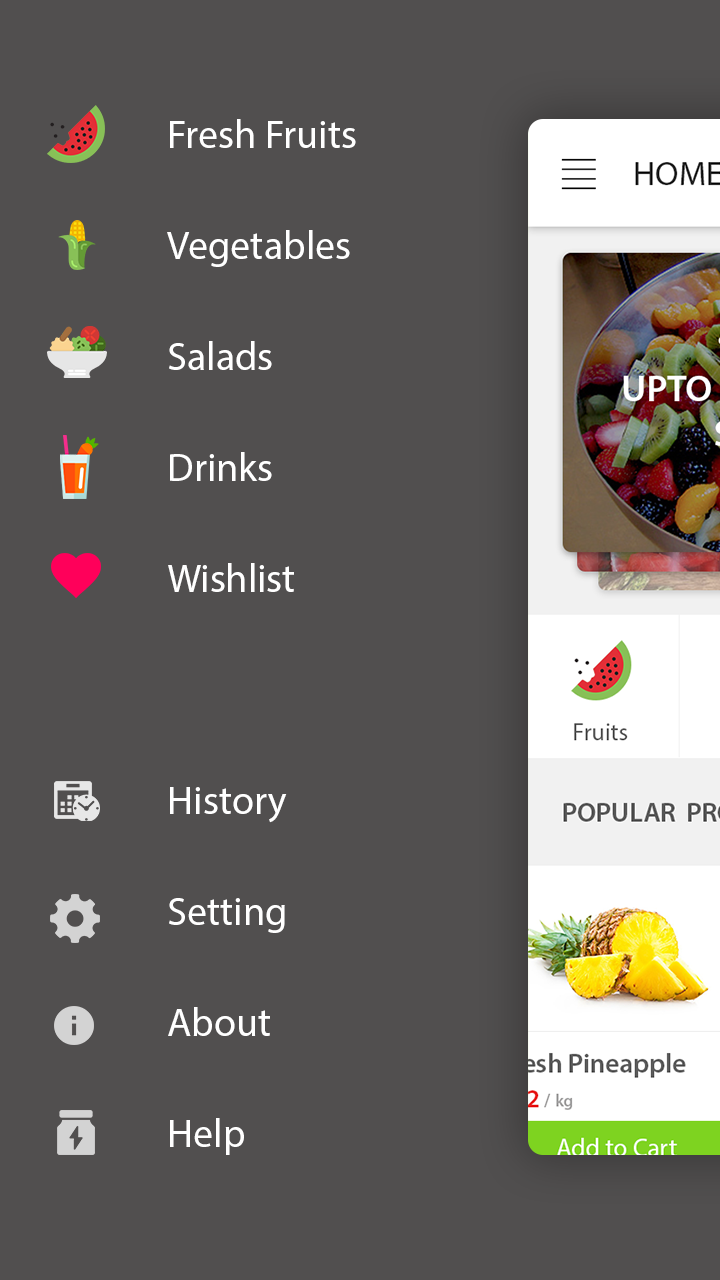 Fresh Fruits
Vegetables
Salads
Drinks
Wishlist
History
Setting
About
Help
HOME
UPTO
Fruits
POPULAR PRO
esh Pineapple
2 / kg
Add to Cart